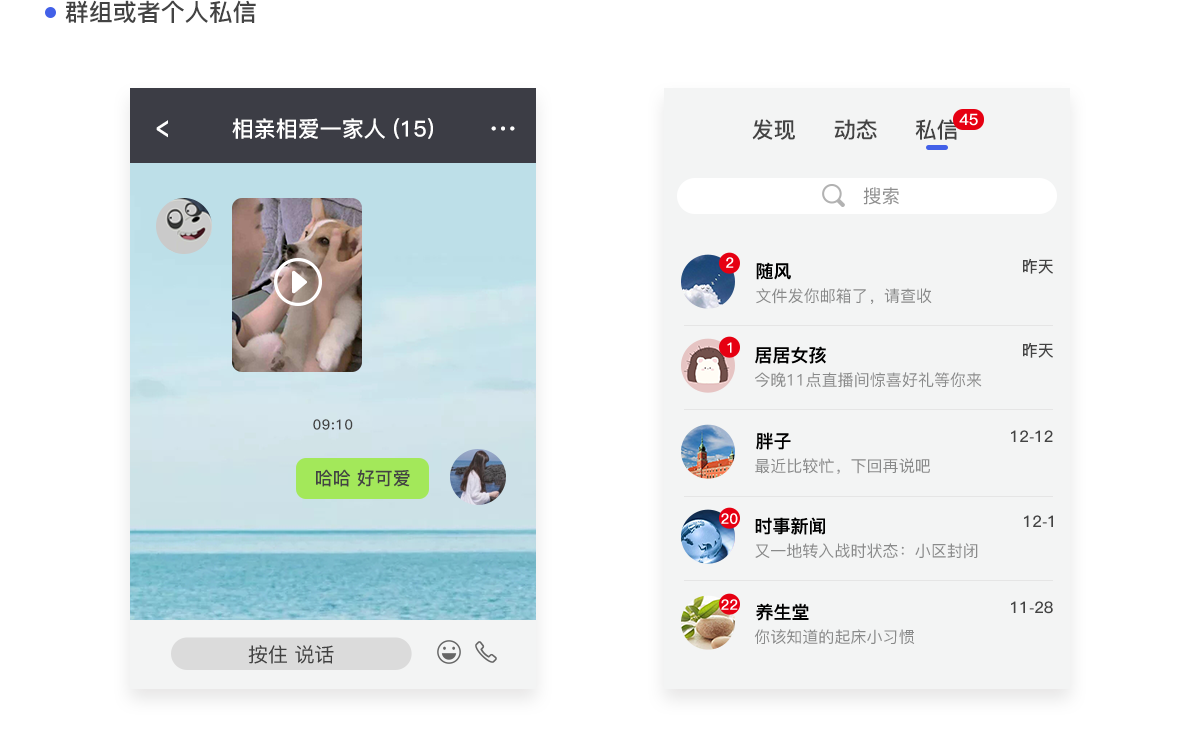 群组或者个人私信
< 相亲相爱一家人 (15) ...
09:10
哈哈 好可爱
按住 说话
发现 动态 私信 45
搜索
2 随风 昨天
文件发你邮箱了，请查收
1 居居女孩 昨天
今晚11点直播间惊喜好礼等你来
胖子 12-12
最近比较忙，下回再说吧
20 时事新闻 12-1
又一地转入战时状态：小区封闭
22 养生堂 11-28
你该知道的起床小习惯